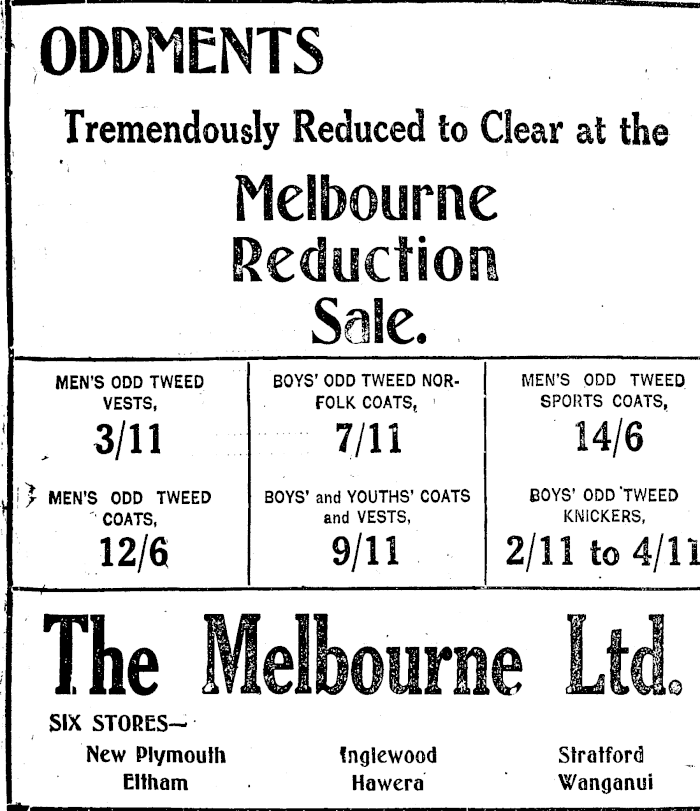 ODDMENTS
Tremendously Reduced to Clear at the
Melbourne
Reduction
Sale.
MEN'S ODD TWEED
VESTS,
3/11
BOYS' ODD TWEED NOR-
FOLK COATS,
7/11
MEN'S ODD TWEED
SPORTS COATS,
14/6
MEN'S ODD TWEED
COATS,
12/6
BOYS' and YOUTHS' COATS
and VESTS,
9/11
BOYS' ODD TWEED
KNICKERS,
2/11 to 4/11
The Melbourne Ltd.
SIX STORES—
New Plymouth Inglewood Stratford
Eltham Hawera Wanganui